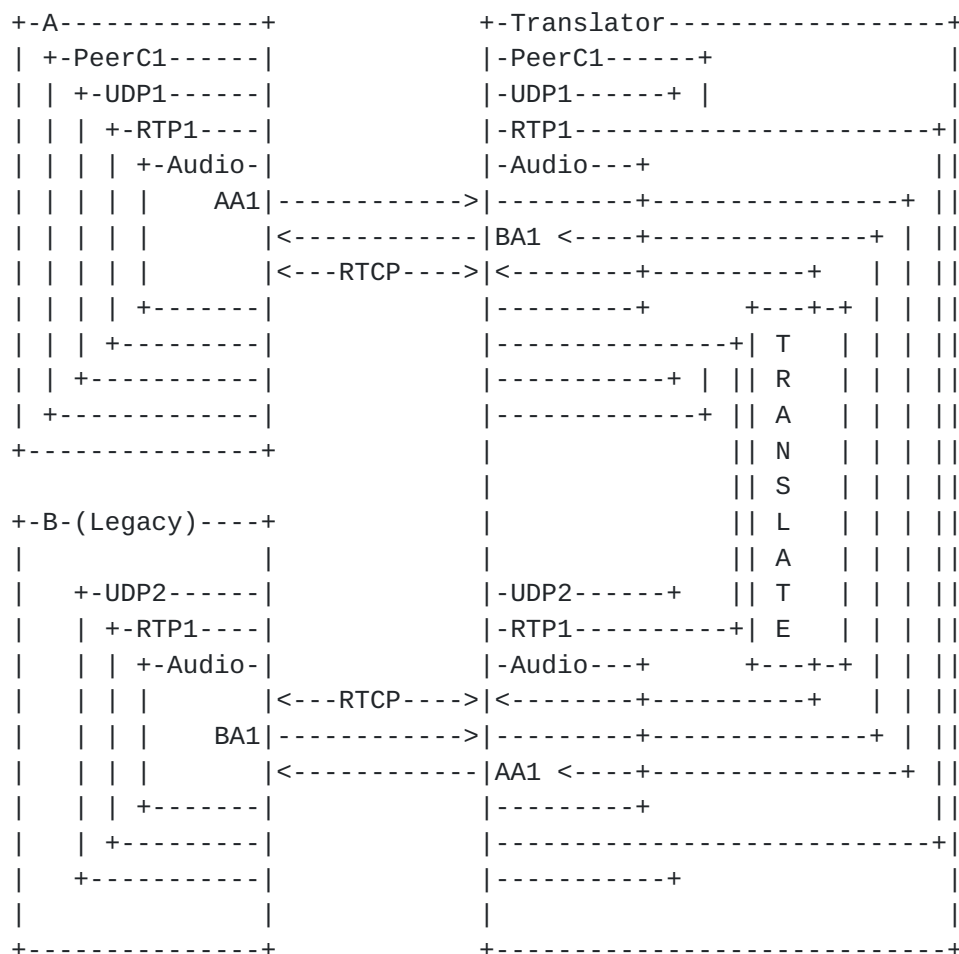 +-A-------------+             +-Translator------------------+
| +-PeerC1------|             |-PeerC1------+               |
| | +-UDP1------|             |-UDP1------+ |               |
| | | +-RTP1----|             |-RTP1-----------------------+|
| | | | +-Audio-|             |-Audio---+                  ||
| | | | |    AA1|------------>|---------+----------------+ ||
| | | | |       |<------------|BA1 <----+--------------+ | ||
| | | | |       |<---RTCP---->|<--------+----------+   | | ||
| | | | +-------|             |---------+      +---+-+ | | ||
| | | +---------|             |---------------+| T   | | | ||
| | +-----------|             |-----------+ | || R   | | | ||
| +-------------|             |-------------+ || A   | | | ||
+---------------+             |               || N   | | | ||
                              |               || S   | | | ||
+-B-(Legacy)----+             |               || L   | | | ||
|               |             |               || A   | | | ||
|   +-UDP2------|             |-UDP2------+   || T   | | | ||
|   | +-RTP1----|             |-RTP1----------+| E   | | | ||
|   | | +-Audio-|             |-Audio---+      +---+-+ | | ||
|   | | |       |<---RTCP---->|<--------+----------+   | | ||
|   | | |    BA1|------------>|---------+--------------+ | ||
|   | | |       |<------------|AA1 <----+----------------+ ||
|   | | +-------|             |---------+                  ||
|   | +---------|             |----------------------------+|
|   +-----------|             |-----------+                 |
|               |             |                             |
+---------------+             +-----------------------------+